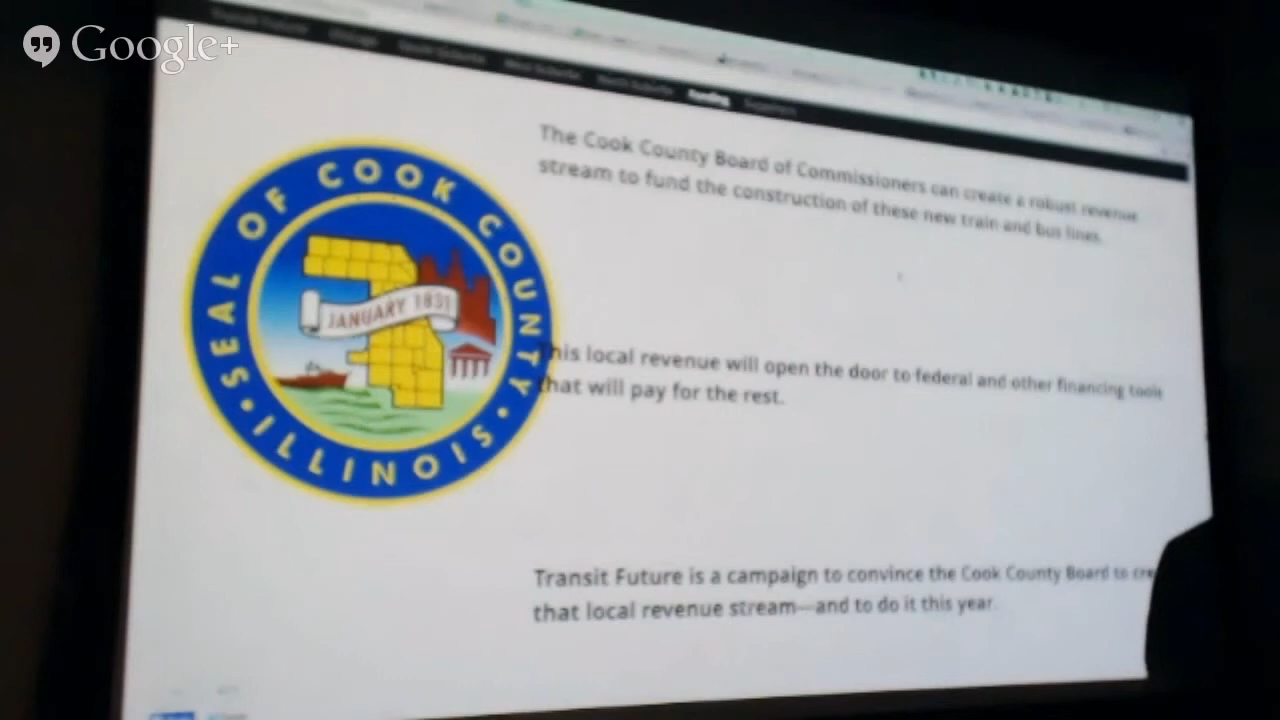 Google+
Funding
The Cook County Board of Commissioners can create a robust revenue
stream to fund the construction of these new train and bus lines.
SEAL OF COOK COUNTY • ILLINOIS •
JANUARY 1831
This local revenue will open the door to federal and other financing tools
that will pay for the rest.
Transit Future is a campaign to convince the Cook County Board to cre
that local revenue stream—and to do it this year.